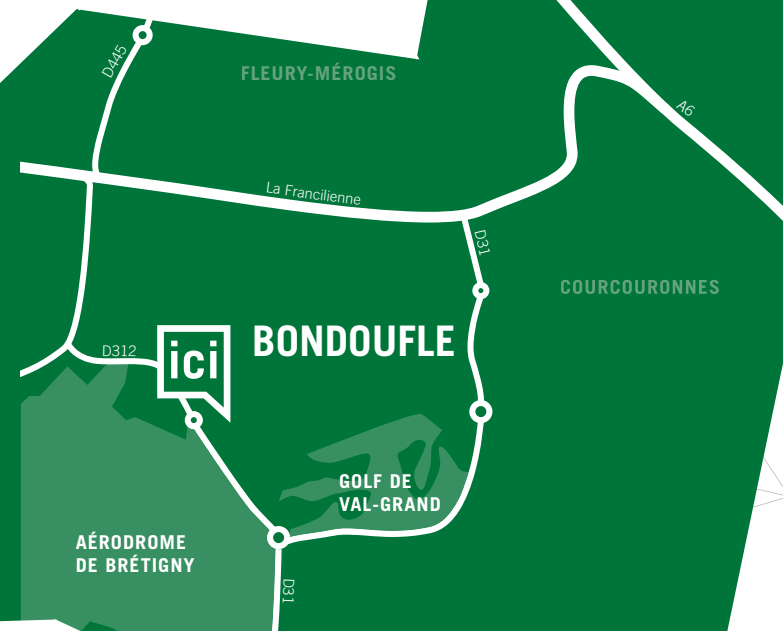 D445
FLEURY-MÉROGIS
A6
La Francilienne
D31
COURCOURONNES
BONDOUFLE
D312
ici
GOLF DE
VAL-GRAND
AÉRODROME
DE BRÉTIGNY
D31